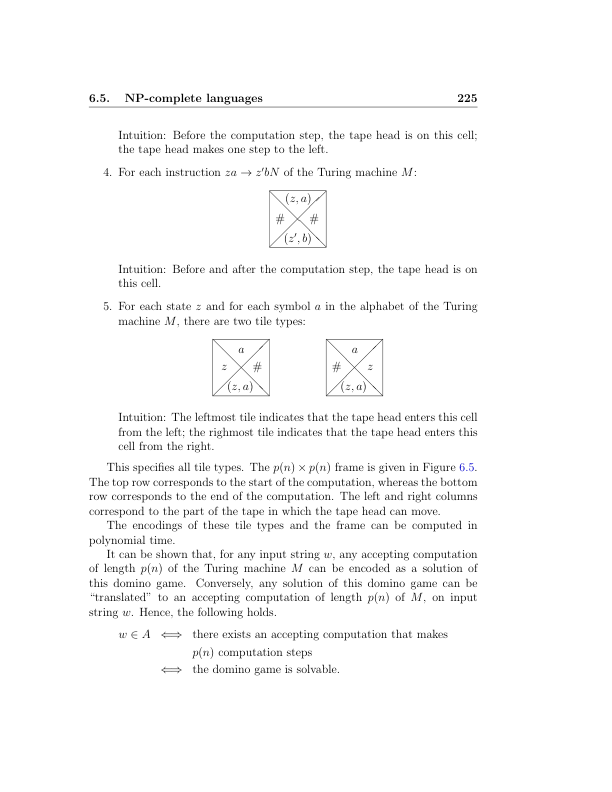 6.5. NP-complete languages 225
Intuition: Before the computation step, the tape head is on this cell;
the tape head makes one step to the left.
4. For each instruction za → z′bN of the Turing machine M:
(z, a)
# #
(z′, b)
Intuition: Before and after the computation step, the tape head is on
this cell.
5. For each state z and for each symbol a in the alphabet of the Turing
machine M, there are two tile types:
a a
z # # z
(z, a) (z, a)
Intuition: The leftmost tile indicates that the tape head enters this cell
from the left; the righmost tile indicates that the tape head enters this
cell from the right.
This specifies all tile types. The p(n) × p(n) frame is given in Figure 6.5.
The top row corresponds to the start of the computation, whereas the bottom
row corresponds to the end of the computation. The left and right columns
correspond to the part of the tape in which the tape head can move.
The encodings of these tile types and the frame can be computed in
polynomial time.
It can be shown that, for any input string w, any accepting computation
of length p(n) of the Turing machine M can be encoded as a solution of
this domino game. Conversely, any solution of this domino game can be
“translated” to an accepting computation of length p(n) of M, on input
string w. Hence, the following holds.
w ∈ A ⟺ there exists an accepting computation that makes
p(n) computation steps
⟺ the domino game is solvable.